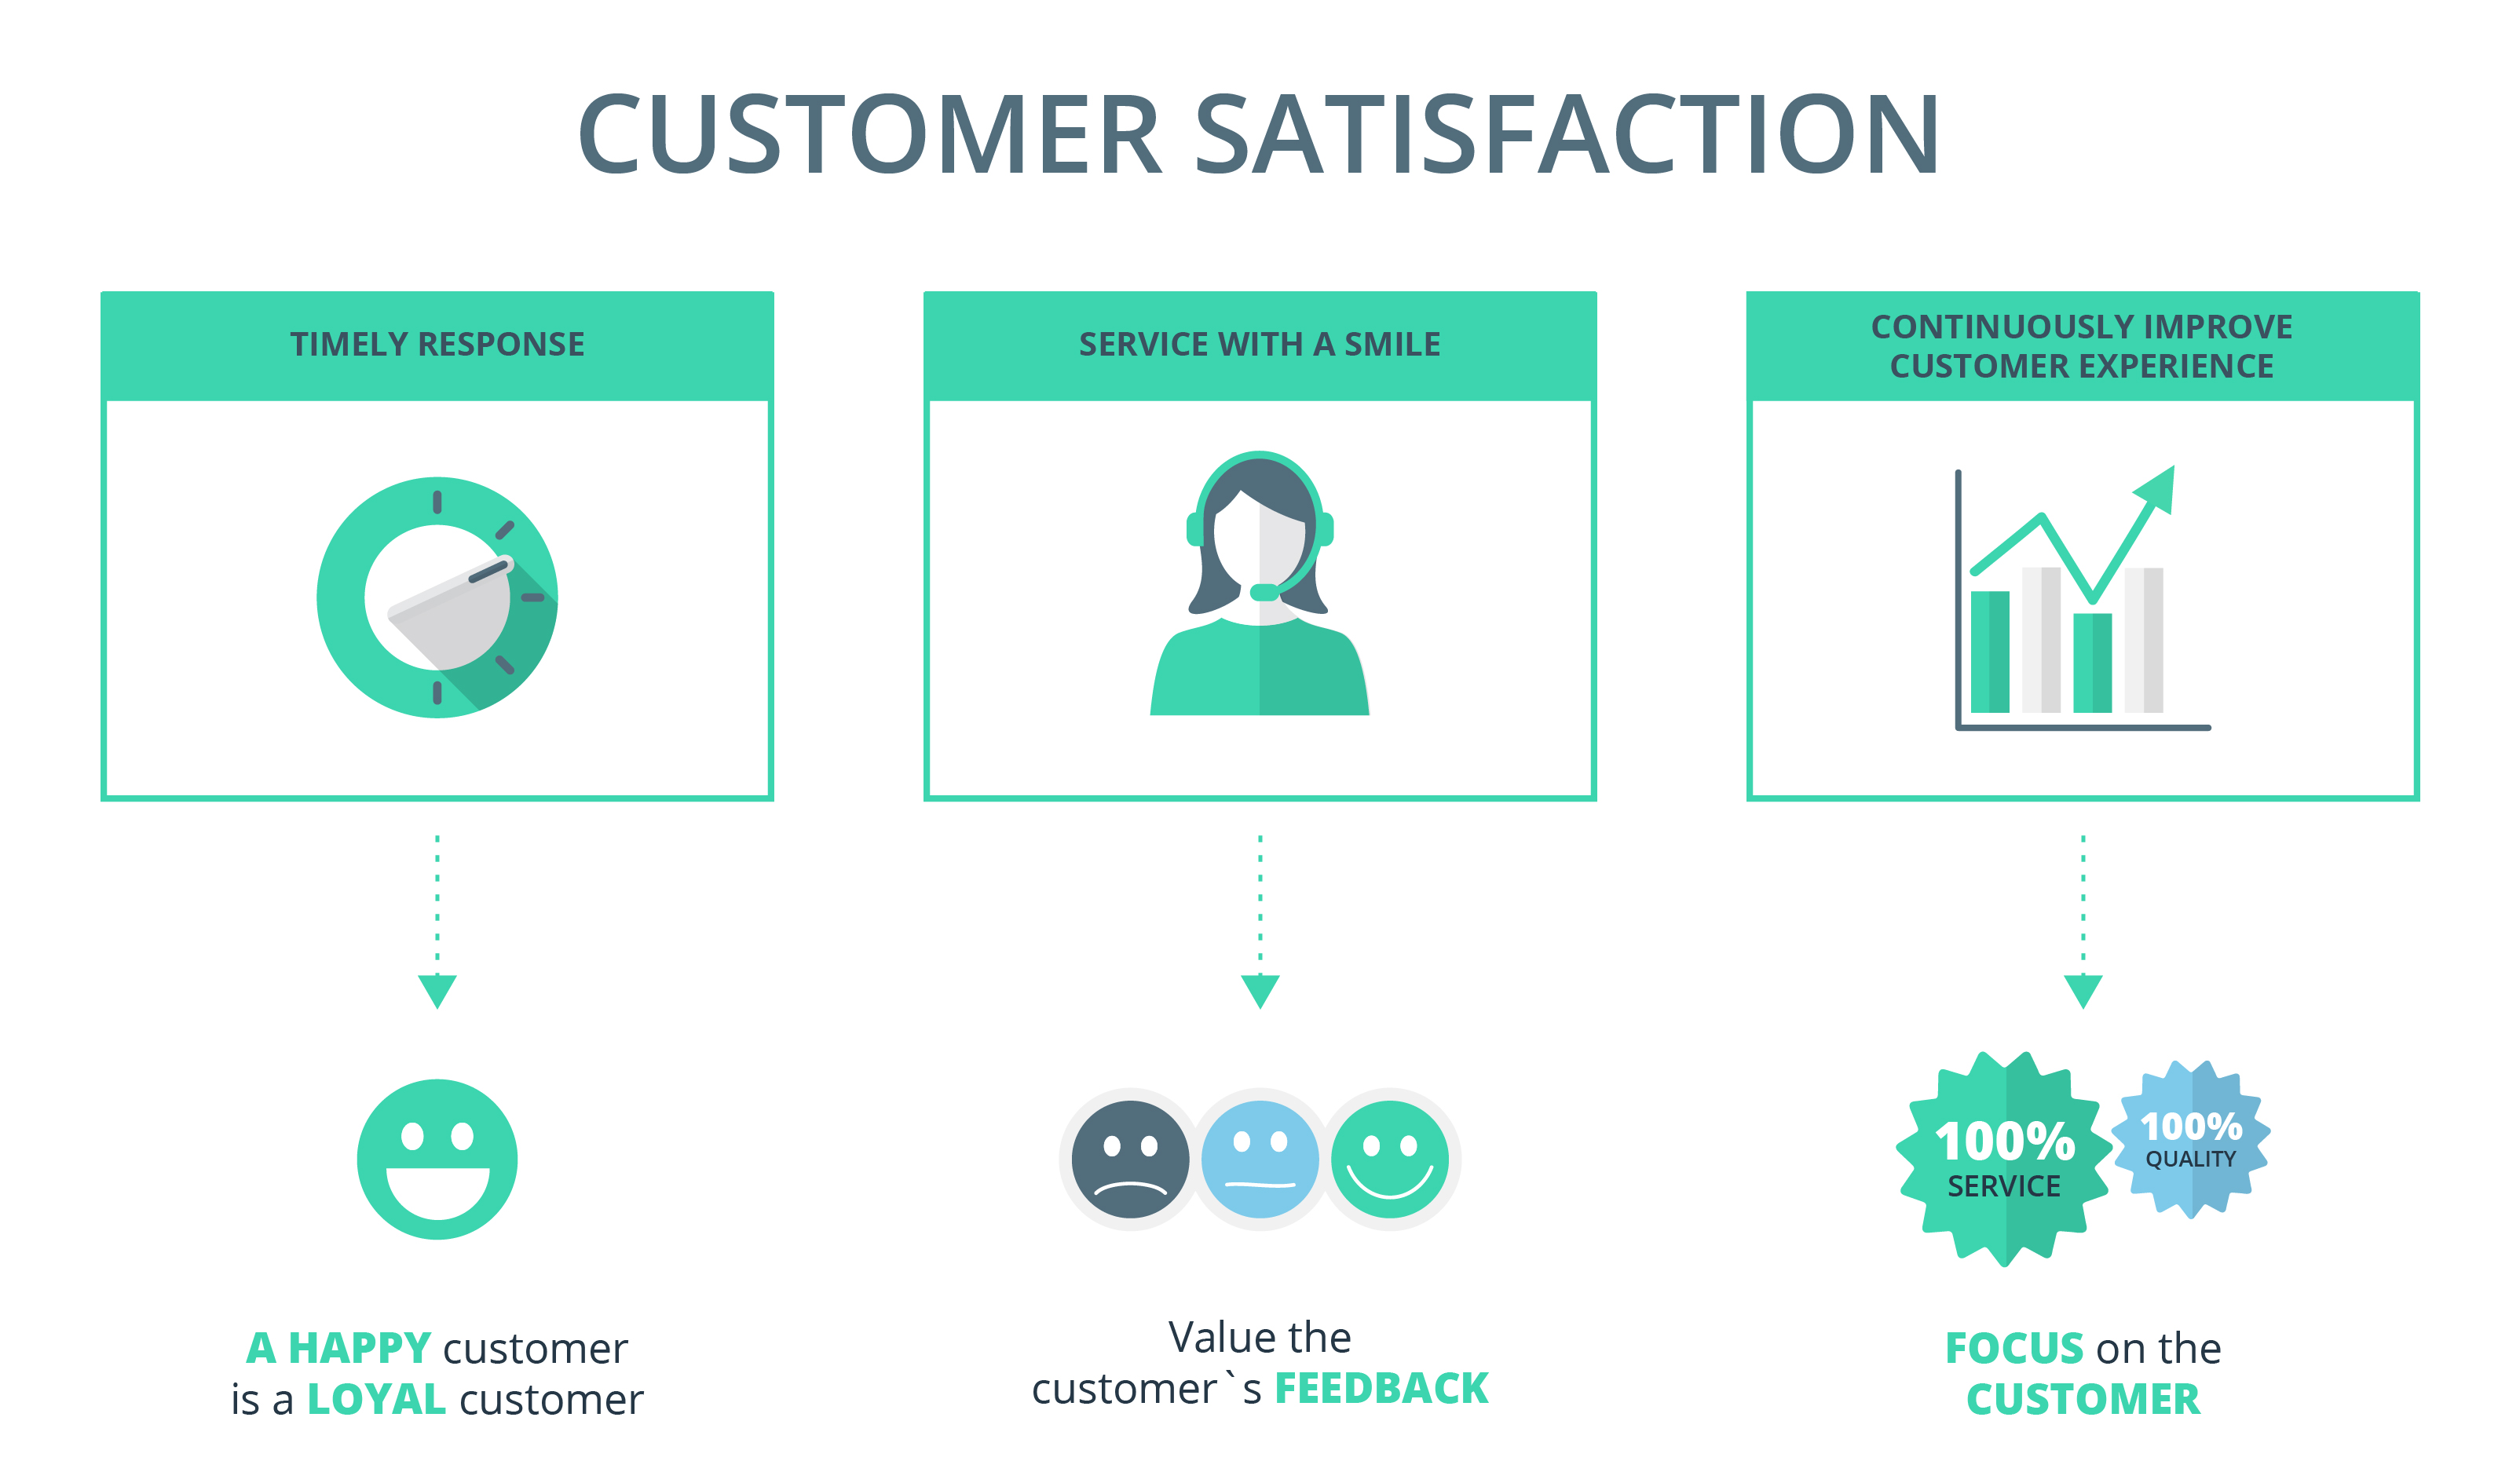 CUSTOMER SATISFACTION
TIMELY RESPONSE
SERVICE WITH A SMILE
CONTINUOUSLY IMPROVE
CUSTOMER EXPERIENCE
100%
SERVICE
100%
QUALITY
A HAPPY customer
is a LOYAL customer
Value the
customer`s FEEDBACK
FOCUS on the
CUSTOMER